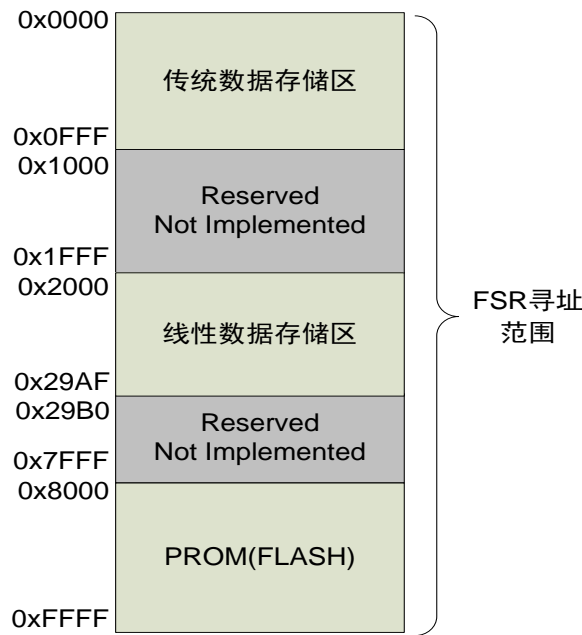 0x0000
传统数据存储区
0x0FFF
0x1000
Reserved
Not Implemented
0x1FFF
0x2000
线性数据存储区
0x29AF
0x29B0
Reserved
Not Implemented
0x7FFF
0x8000
PROM(FLASH)
0xFFFF
FSR寻址
范围